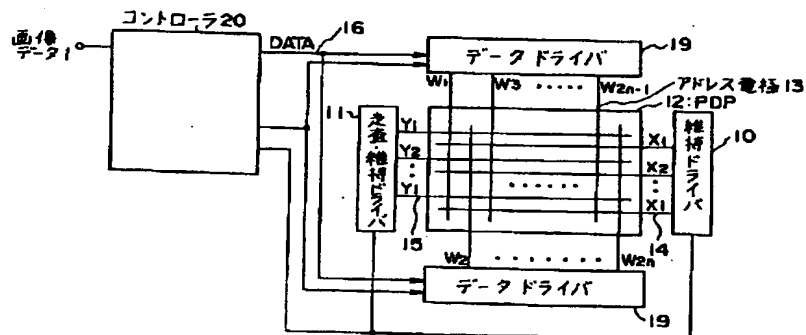 コントローラ20
画像
データ1
DATA
16
データドライバ
19
W1
W3
.....
W2n-1
アドレス電極13
12:PDP
11
走査・維持ドライバ
Y1
Y2
:
Y1
15
X1
X2
:
X1
14
維持ドライバ
10
......
W2
.......
W2n
データドライバ
19